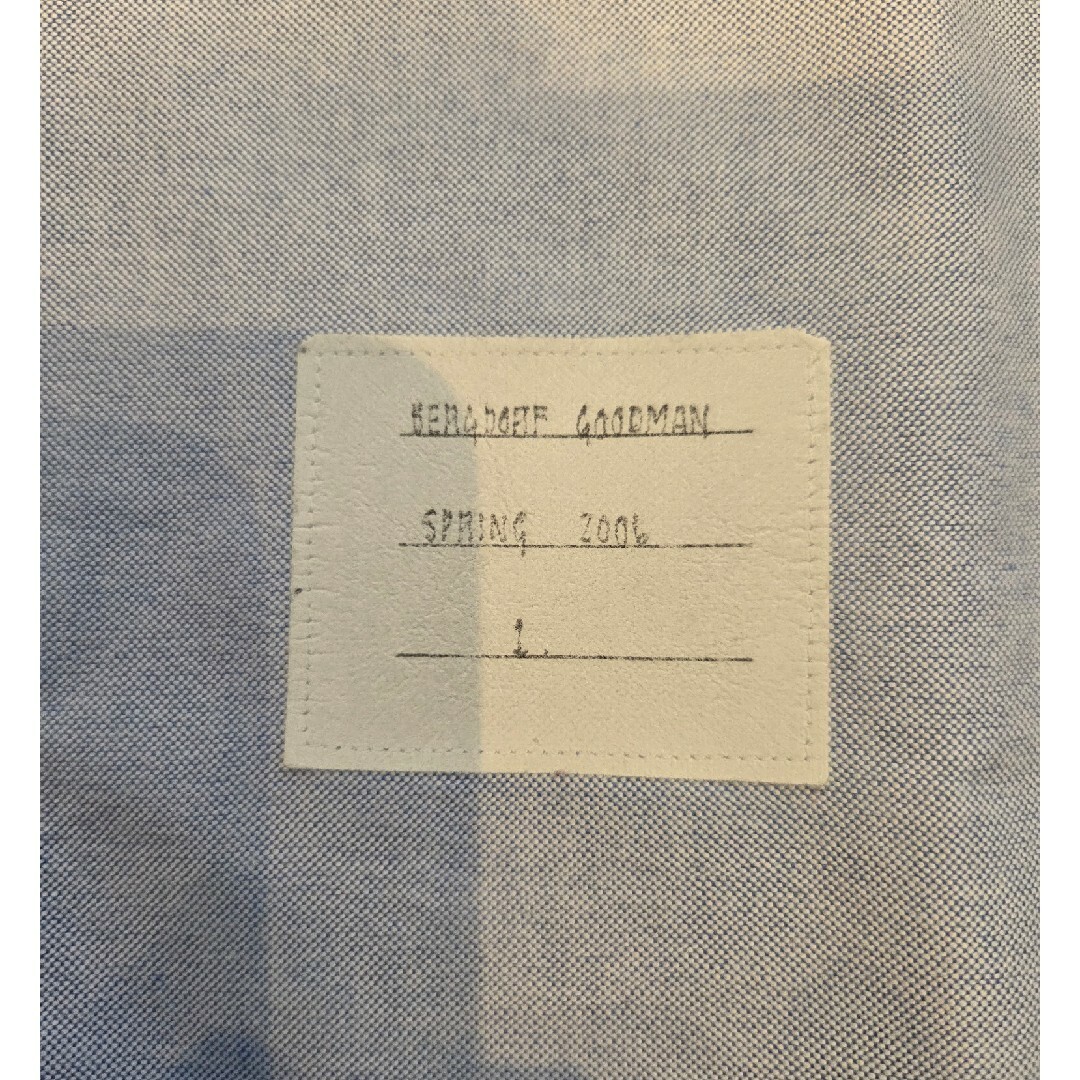 BERGDORF GOODMAN
SPRING 2006
1.